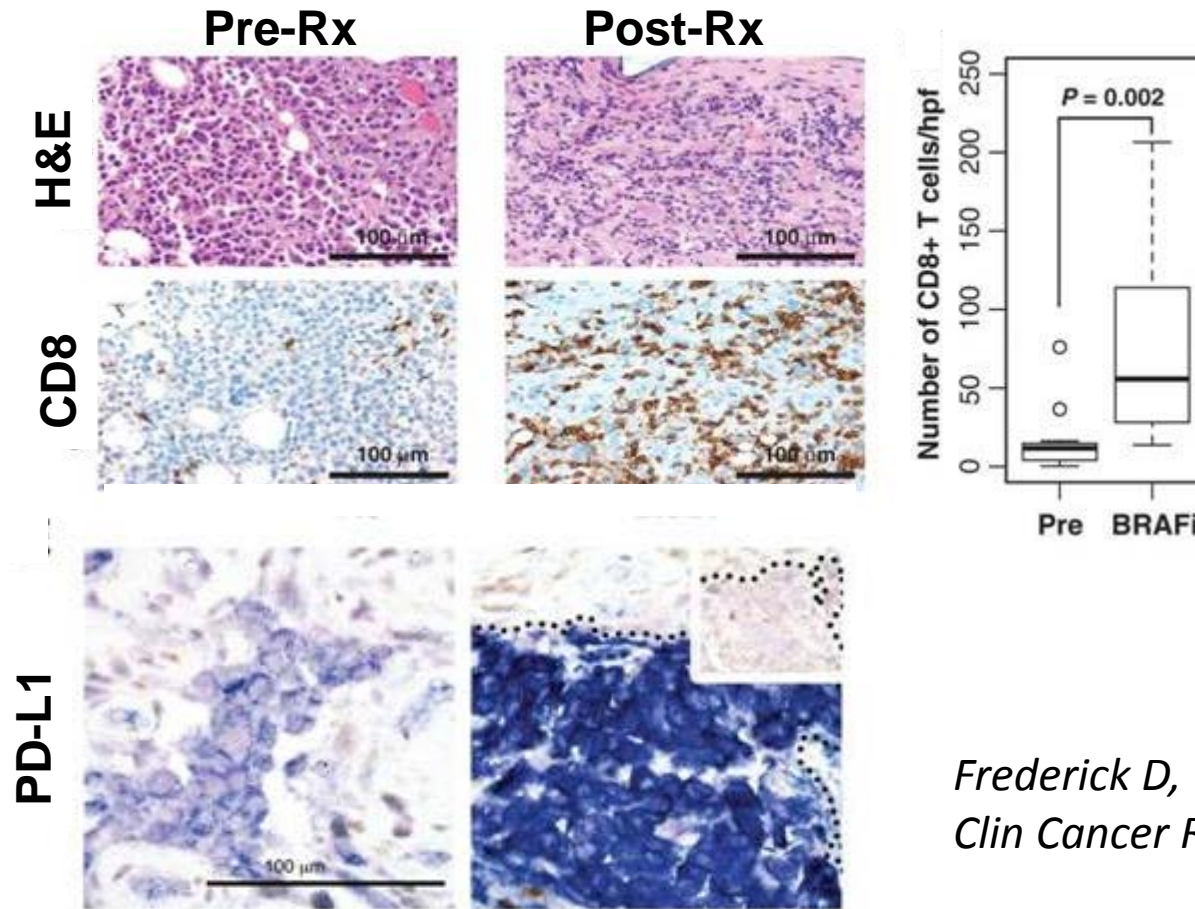 Pre-Rx Post-Rx
H&E
100 µm 100 µm
CD8
100 µm 100 µm
PD-L1
100 µm
Number of CD8+ T cells/hpf
250
200
150
100
50
0
P = 0.002
Pre BRAFi
Frederick D,
Clin Cancer R